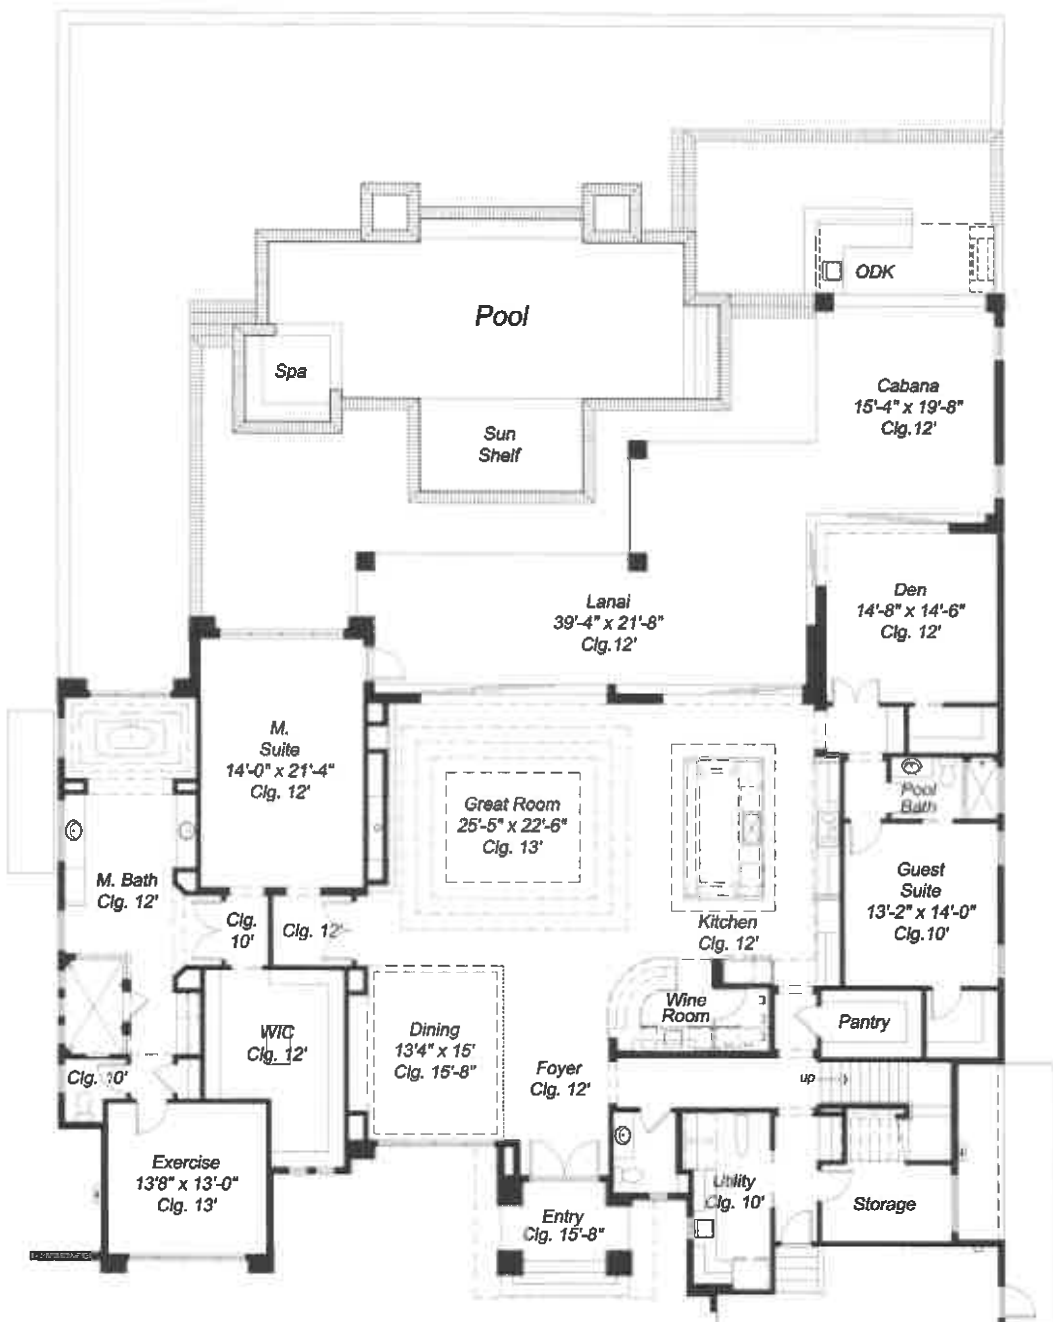 ODK
Pool
Spa
Cabana
15'-4" x 19'-8"
Clg.12'
Sun
Shelf
Lanai
39'-4" x 21'-8"
Clg.12'
Den
14'-8" x 14'-6"
Clg. 12'
M.
Suite
14'-0" x 21'-4"
Clg. 12'
Great Room
25'-5" x 22'-6"
Clg. 13'
Pool
Bath
M. Bath
Clg. 12'
Guest
Suite
13'-2" x 14'-0"
Clg.10'
Clg.
10'
Clg. 12'
Kitchen
Clg. 12'
Wine
Room
Pantry
WIC
Clg. 12'
Dining
13'4" x 15'
Clg. 15'-8"
Foyer
Clg. 12'
Clg. 10'
up
Exercise
13'8" x 13'-0"
Clg. 13'
Utility
Clg. 10'
Storage
Entry
Clg. 15'-8"